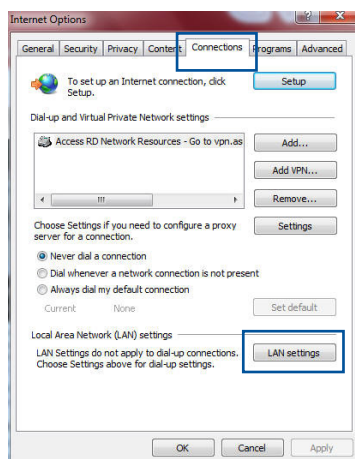 Internet Options
General Security Privacy Content Connections Programs Advanced
To set up an Internet connection, click
Setup.
Setup
Dial-up and Virtual Private Network settings
Access RD Network Resources - Go to vpn.as
Add...
Add VPN...
Remove...
Choose Settings if you need to configure a proxy
server for a connection.
Settings
Never dial a connection
Dial whenever a network connection is not present
Always dial my default connection
Current None
Set default
Local Area Network (LAN) settings
LAN Settings do not apply to dial-up connections.
Choose Settings above for dial-up settings.
LAN settings
OK Cancel Apply